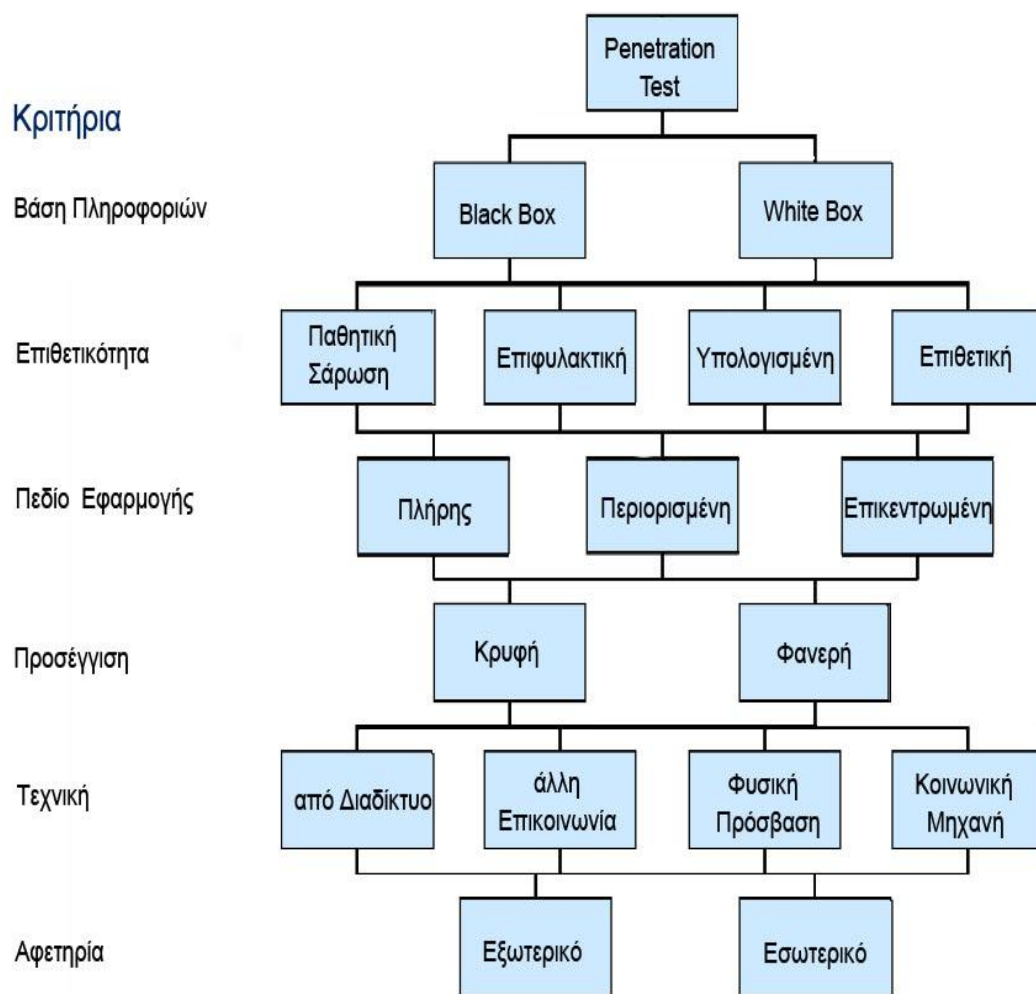 Penetration
Test
Κριτήρια
Βάση Πληροφοριών
Black Box
White Box
Επιθετικότητα
Παθητική
Σάρωση
Επιφυλακτική
Υπολογισμένη
Επιθετική
Πεδίο Εφαρμογής
Πλήρης
Περιορισμένη
Επικεντρωμένη
Προσέγγιση
Κρυφή
Φανερή
Τεχνική
από Διαδίκτυο
άλλη
Επικοινωνία
Φυσική
Πρόσβαση
Κοινωνική
Μηχανή
Αφετηρία
Εξωτερικό
Εσωτερικό